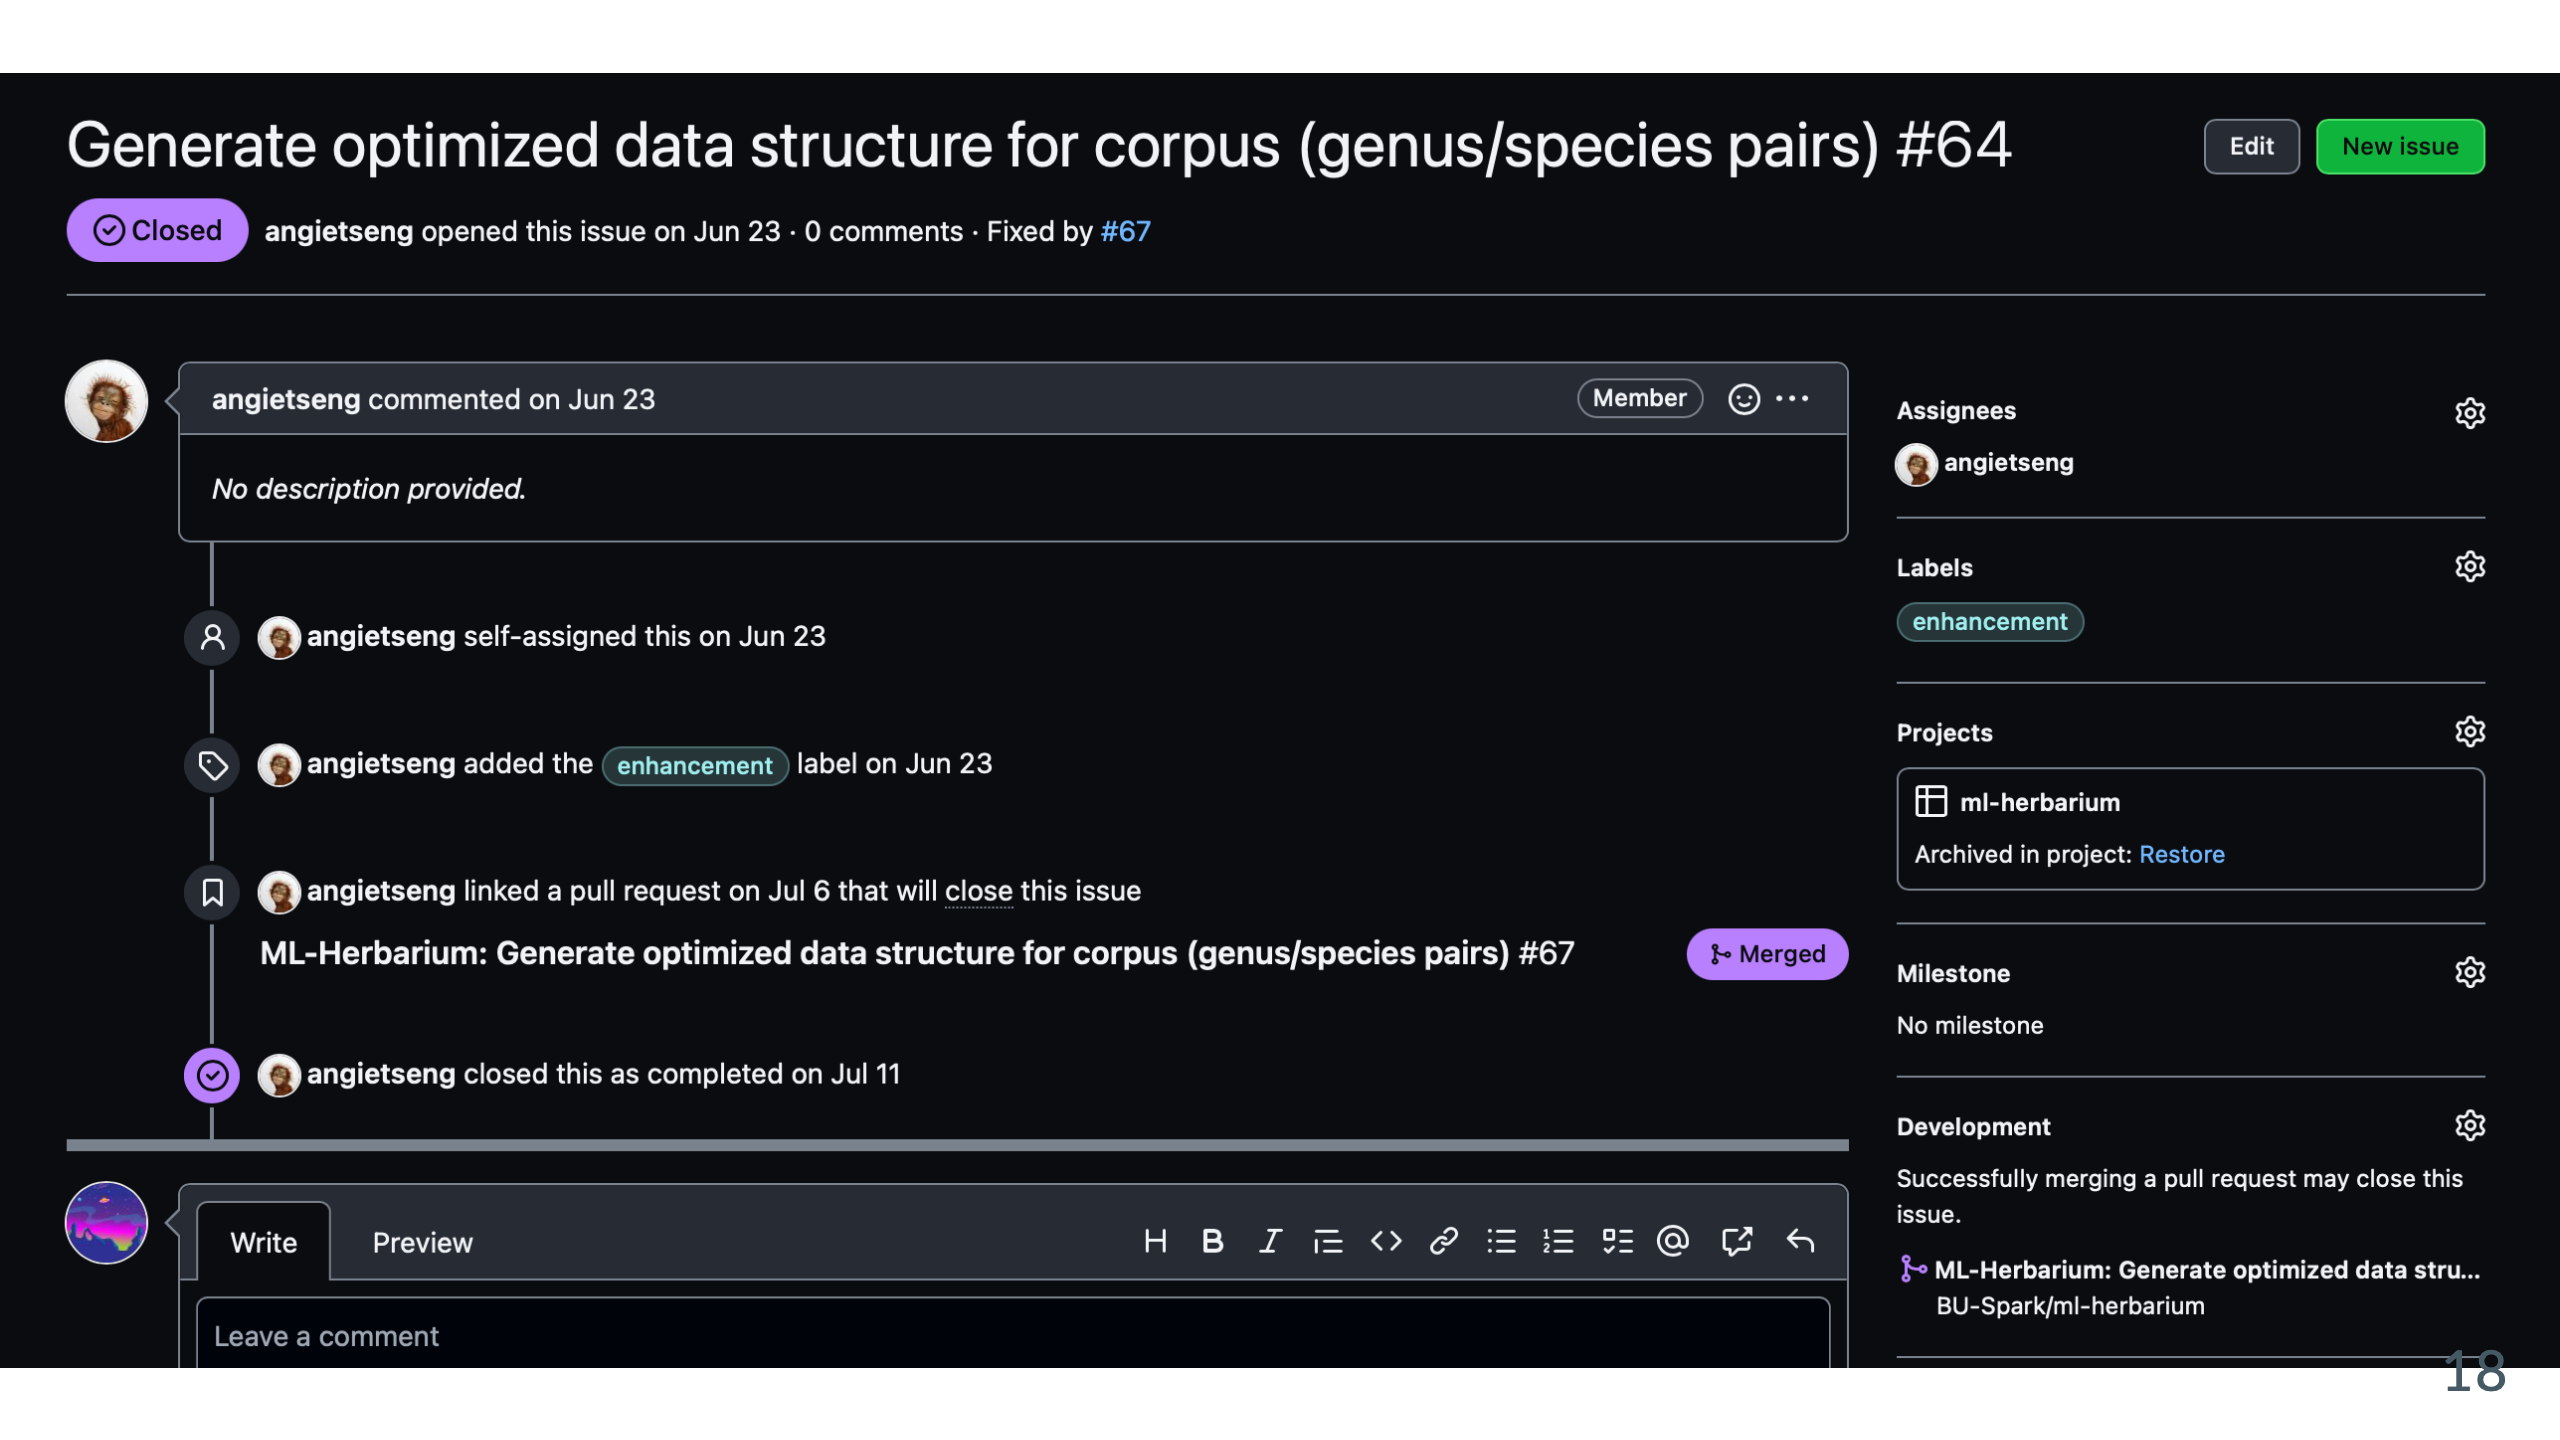 Generate optimized data structure for corpus (genus/species pairs) #64
Edit
New issue
Closed
angietseng opened this issue on Jun 23 · 0 comments · Fixed by #67
angietseng commented on Jun 23
Member
No description provided.
angietseng self-assigned this on Jun 23
angietseng added the enhancement label on Jun 23
angietseng linked a pull request on Jul 6 that will close this issue
ML-Herbarium: Generate optimized data structure for corpus (genus/species pairs) #67
Merged
angietseng closed this as completed on Jul 11
Write
Preview
Leave a comment
Assignees
angietseng
Labels
enhancement
Projects
ml-herbarium
Archived in project: Restore
Milestone
No milestone
Development
Successfully merging a pull request may close this
issue.
ML-Herbarium: Generate optimized data stru...
BU-Spark/ml-herbarium
18